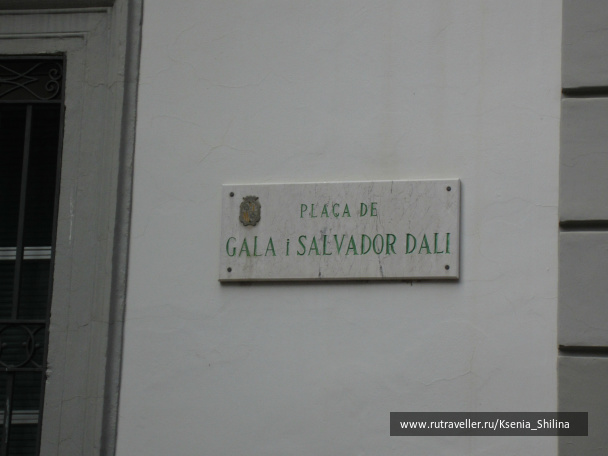 PLAÇA DE
GALA i SALVADOR DALÍ
www.rutraveller.ru/Ksenia_Shilina